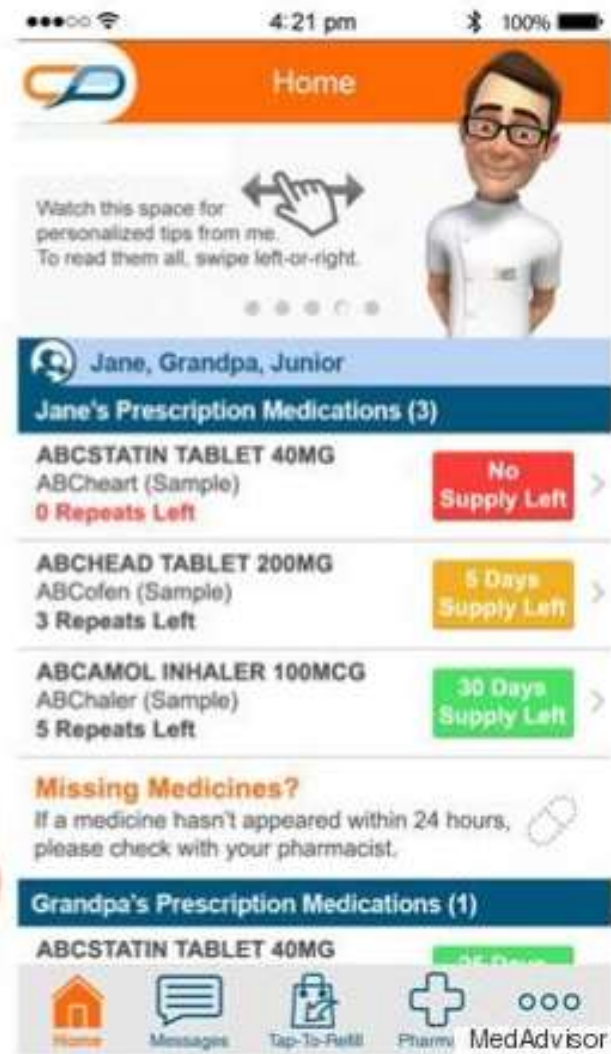 4:21 pm
100%
Home
Watch this space for
personalized tips from me.
To read them all, swipe left-or-right.
Jane, Grandpa, Junior
Jane's Prescription Medications (3)
ABCSTATIN TABLET 40MG
ABCheart (Sample)
0 Repeats Left
No
Supply Left
ABCHEAD TABLET 200MG
ABCofen (Sample)
3 Repeats Left
5 Days
Supply Left
ABCAMOL INHALER 100MCG
ABChaler (Sample)
5 Repeats Left
30 Days
Supply Left
Missing Medicines?
If a medicine hasn't appeared within 24 hours,
please check with your pharmacist.
Grandpa's Prescription Medications (1)
ABCSTATIN TABLET 40MG
Home
Messages
Tap-To-Refill
MedAdvisor